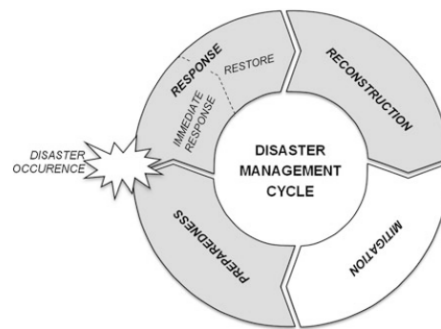 RESPONSE
RESTORE
IMMEDIATE
RESPONSE
RECONSTRUCTION
DISASTER
OCCURENCE
DISASTER
MANAGEMENT
CYCLE
PREPAREDNESS
MITIGATION